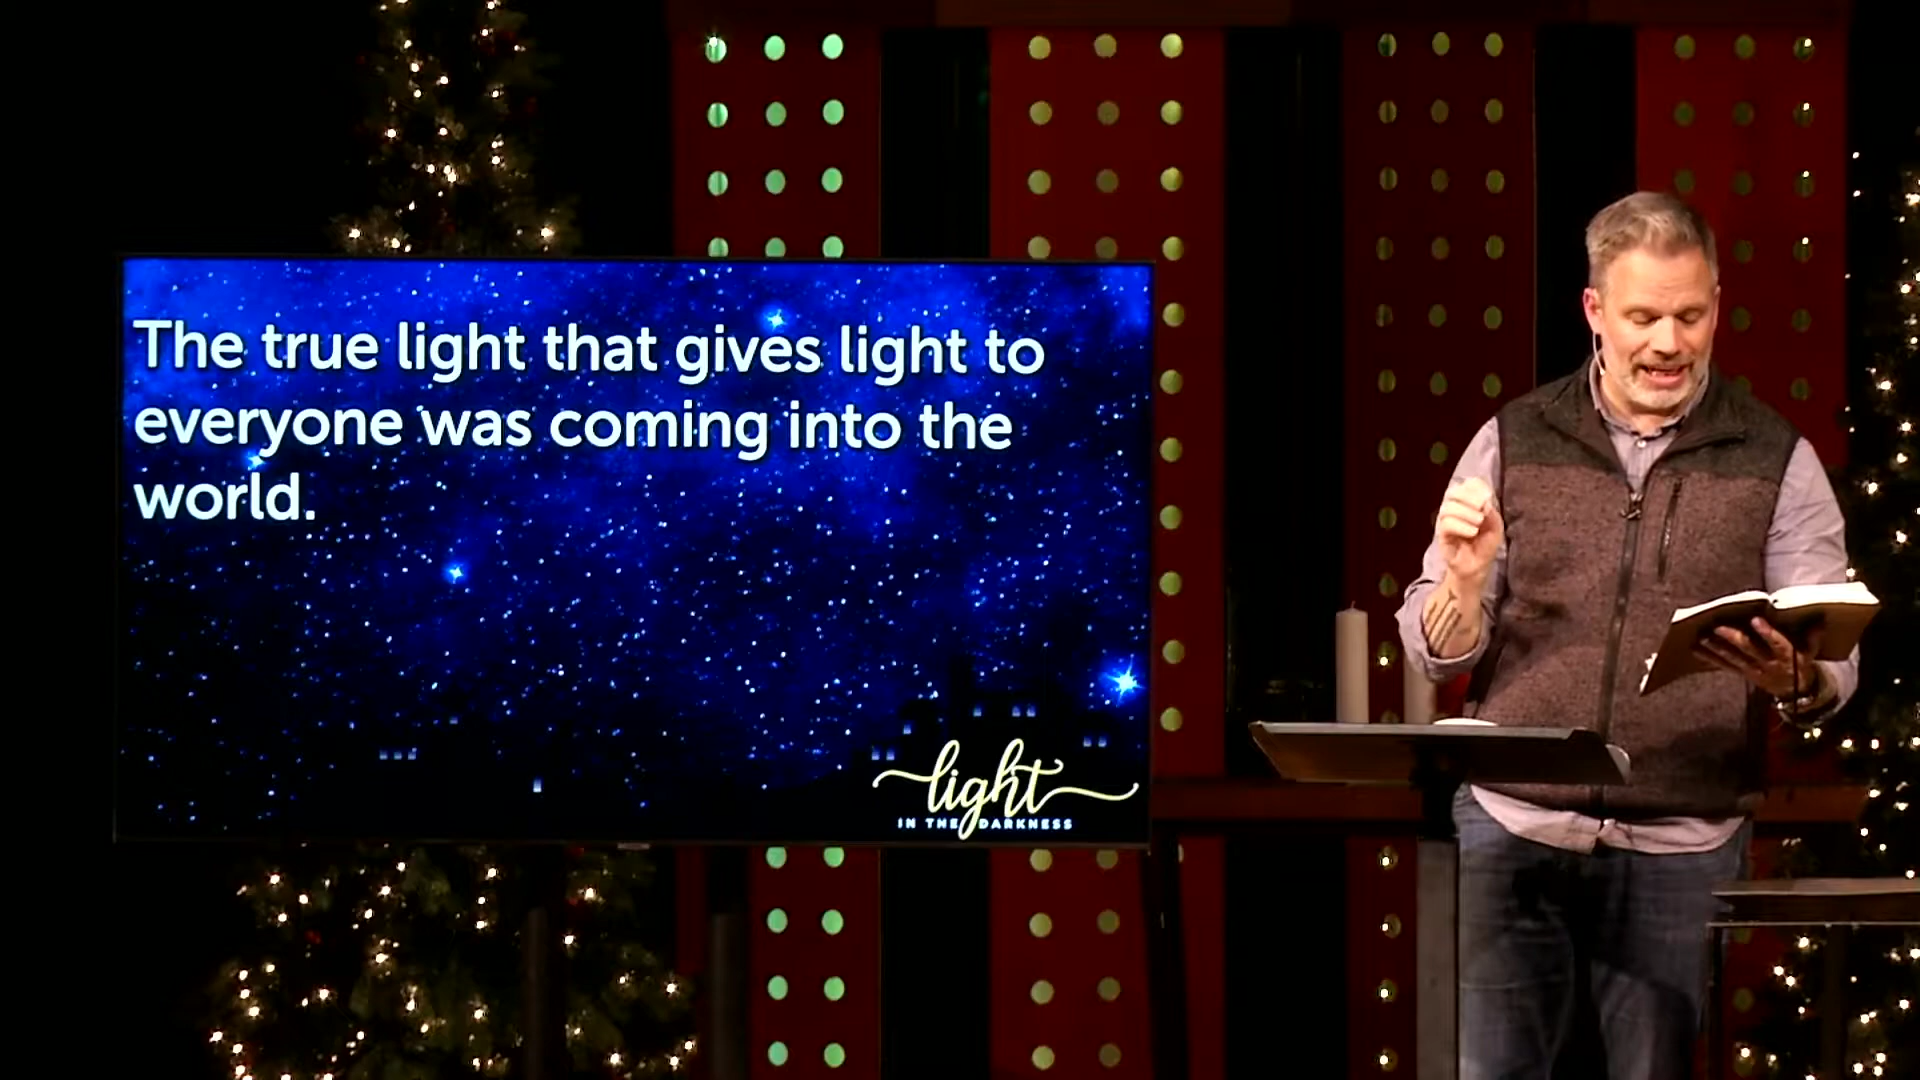 The true light that gives light to
everyone was coming into the
world.
light
IN THE DARKNESS